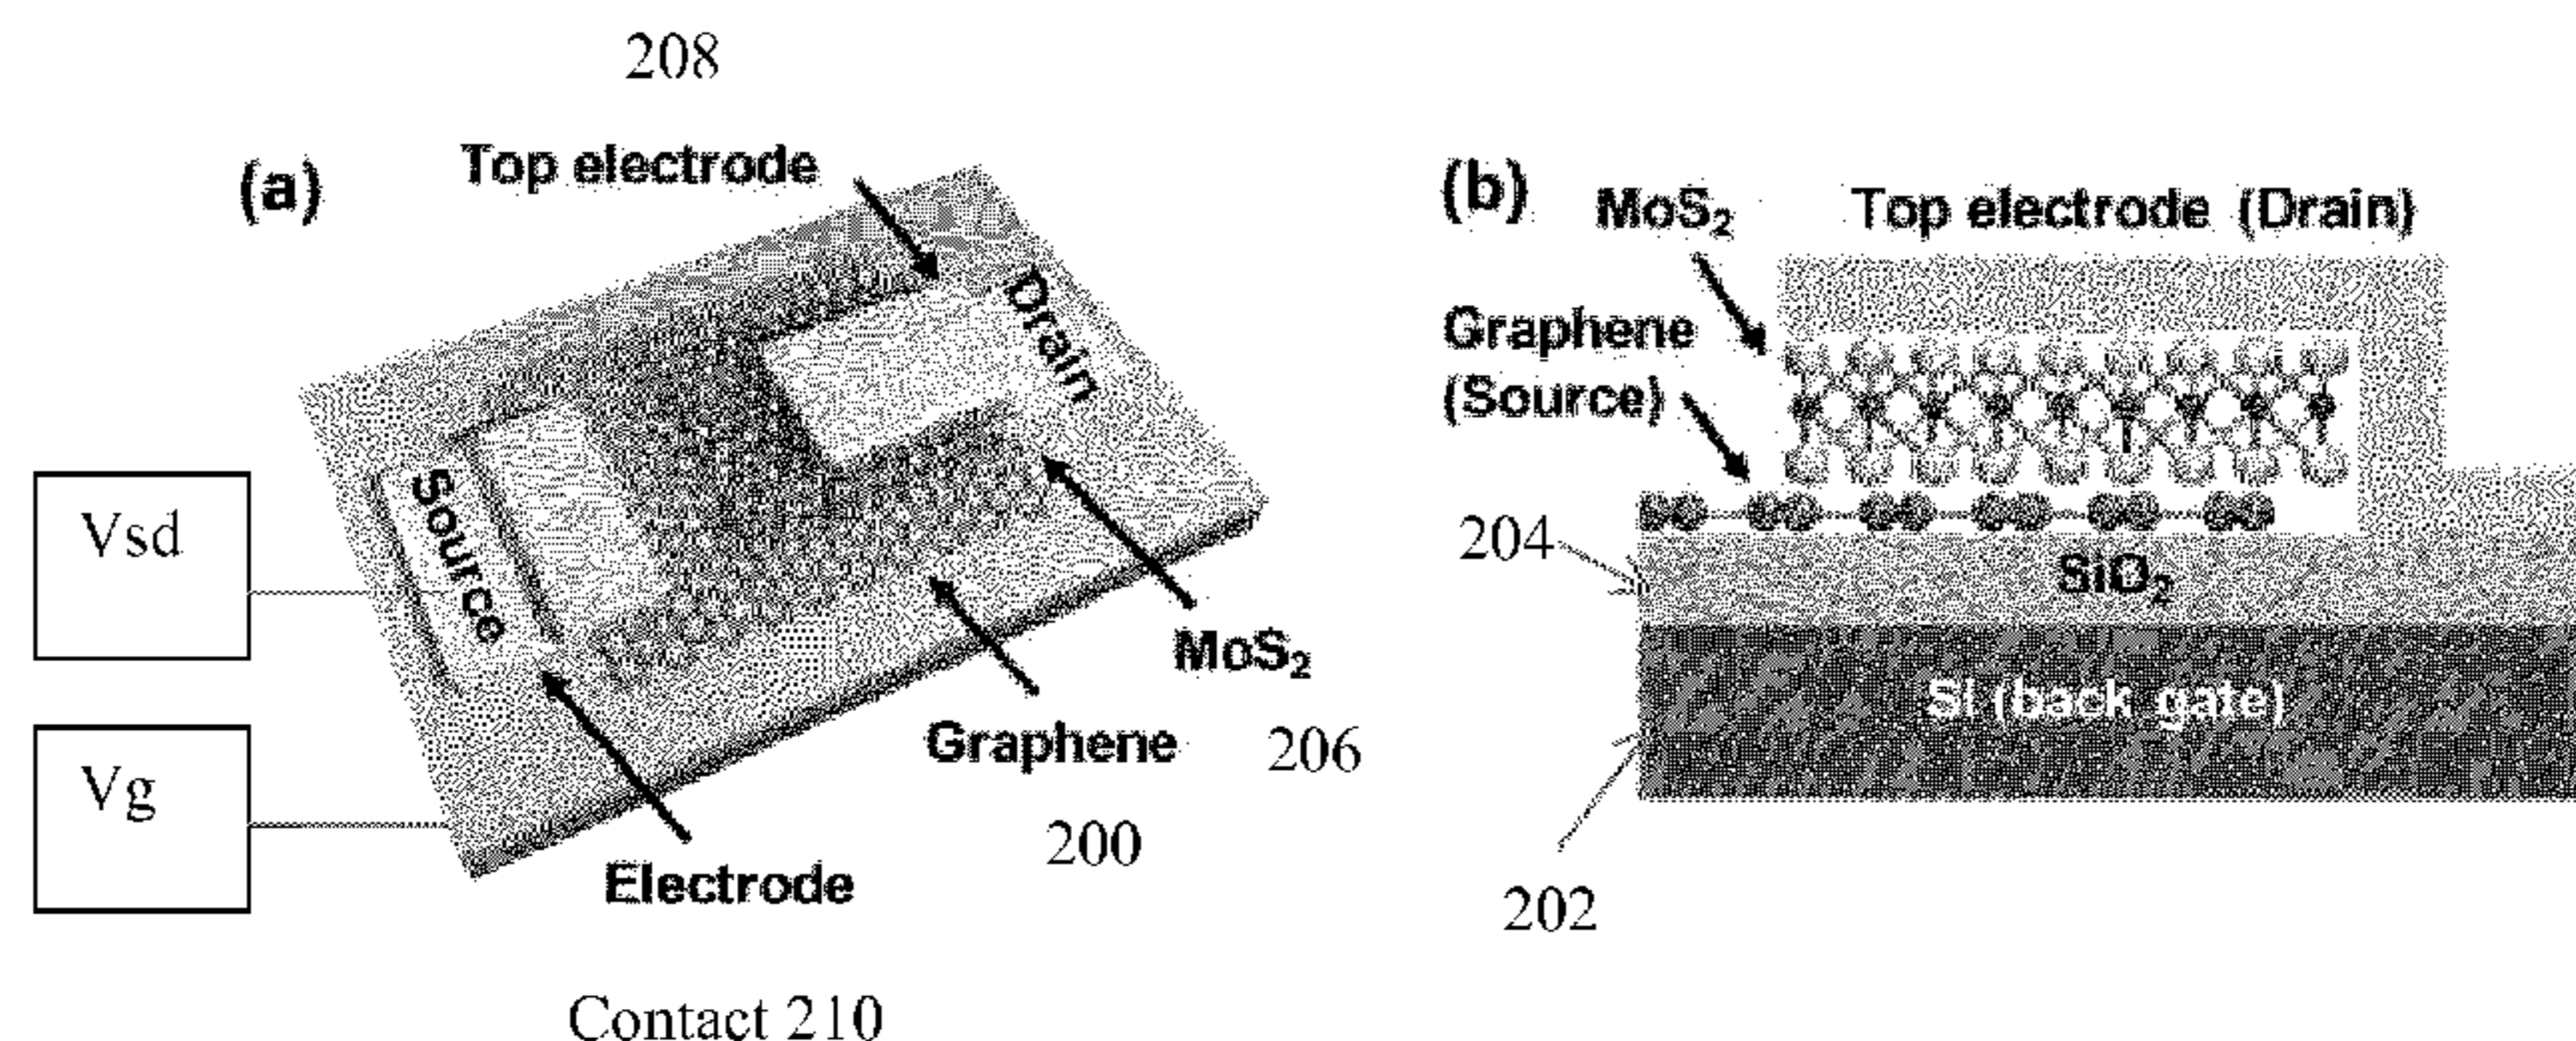 208
(a)
Top electrode
Drain
Source
Vsd
Vg
MoS₂
206
Graphene
200
Electrode
Contact 210
(b)
MoS₂
Top electrode (Drain)
Graphene
(Source)
204
SiO₂
Si (back gate)
202